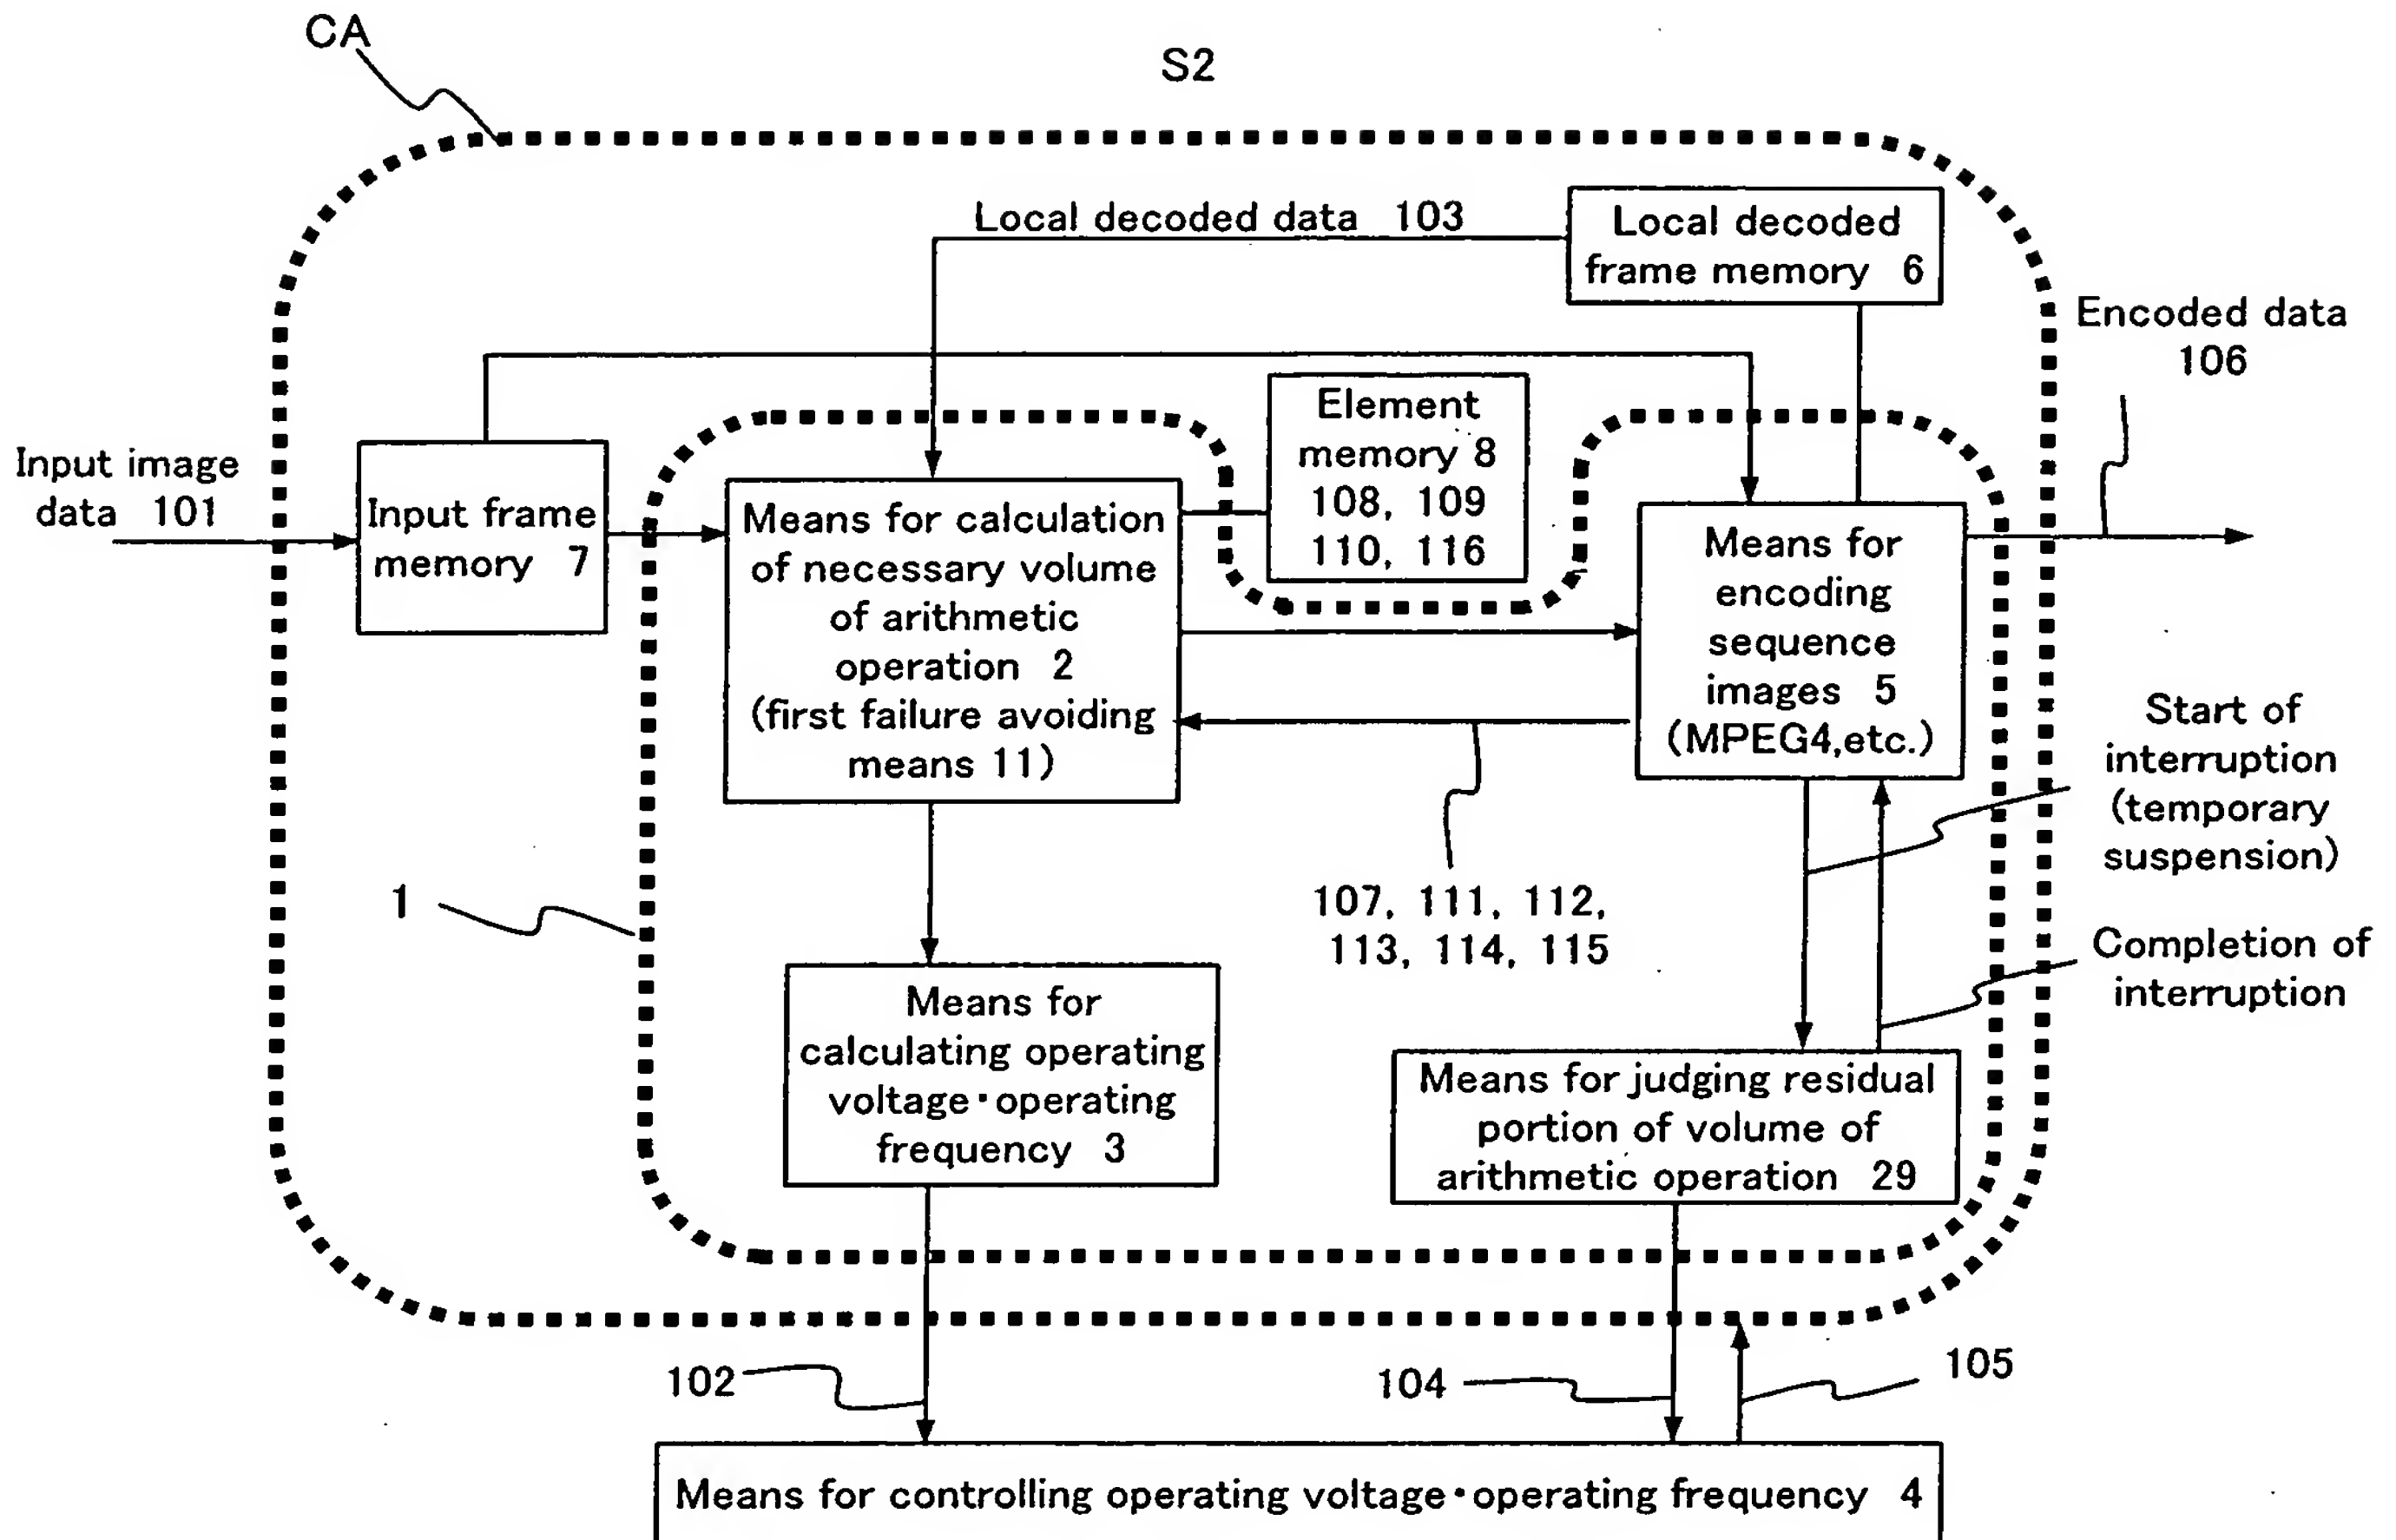 CA
S2
Local decoded data 103
Local decoded
frame memory 6
Encoded data
106
Element
memory 8
108, 109
110, 116
Input image
data 101
Input frame
memory 7
Means for calculation
of necessary volume
of arithmetic
operation 2
(first failure avoiding
means 11)
Means for
encoding
sequence
images 5
(MPEG4,etc.)
Start of
interruption
(temporary
suspension)
1
107, 111, 112,
113, 114, 115
Completion of
interruption
Means for
calculating operating
voltage・operating
frequency 3
Means for judging residual
portion of volume of
arithmetic operation 29
102
104
105
Means for controlling operating voltage・operating frequency 4